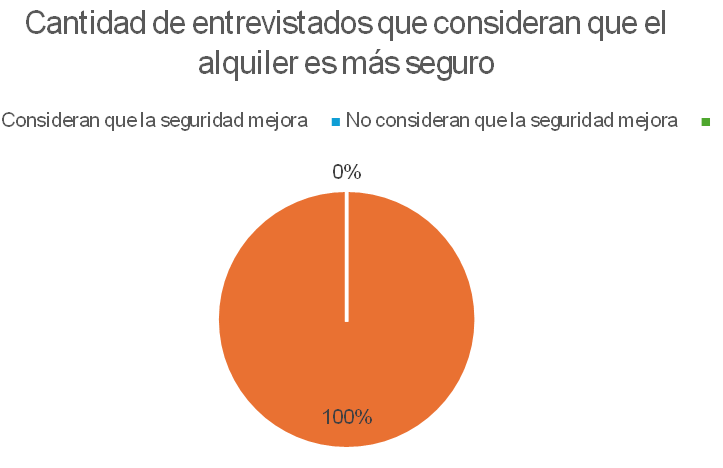 Cantidad de entrevistados que consideran que el
alquiler es más seguro
Consideran que la seguridad mejora No consideran que la seguridad mejora
0%
100%